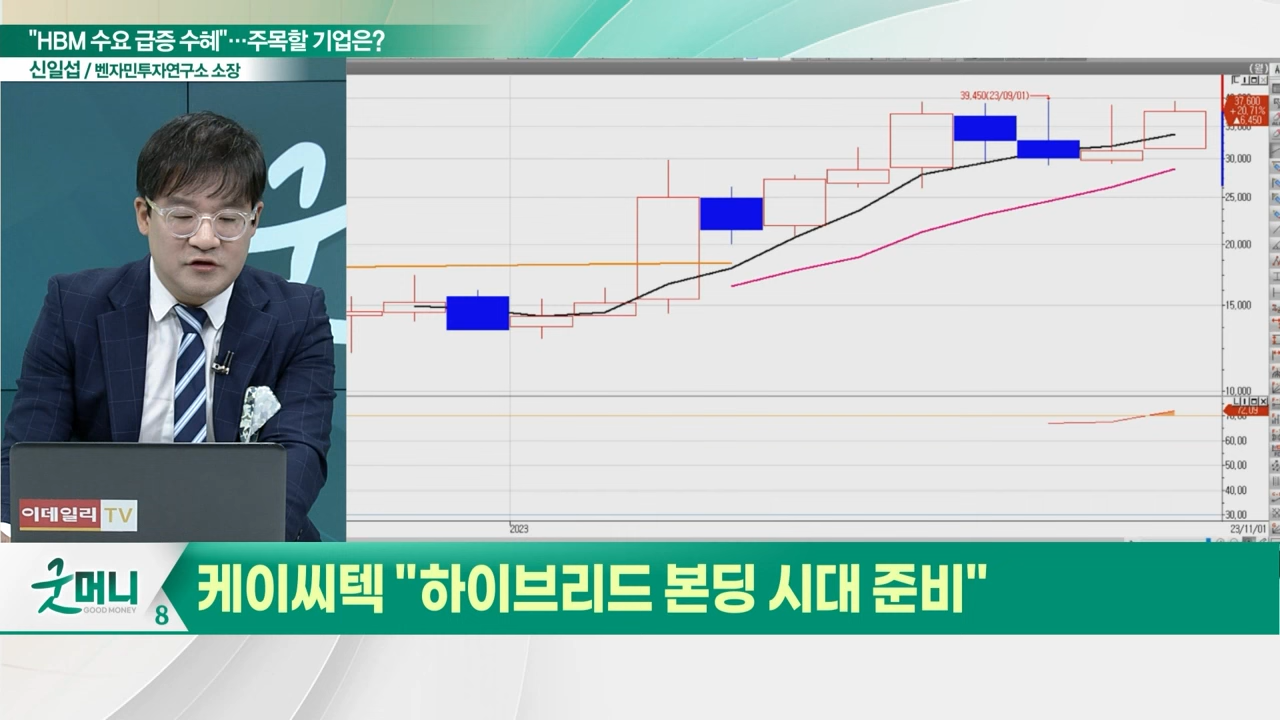 "HBM 수요 급증 수혜"…주목할 기업은?
신일섭 / 벤자민투자연구소 소장
(월)
39,450(23/09/01)
37,600
+20.71%
▲6,450
35,000
30,000
25,000
20,000
15,000
10,000
72.09
60.00
50.00
40.00
30.00
2023
23/11/01
이데일리 TV
굿머니
GOOD MONEY
8
케이씨텍 "하이브리드 본딩 시대 준비"